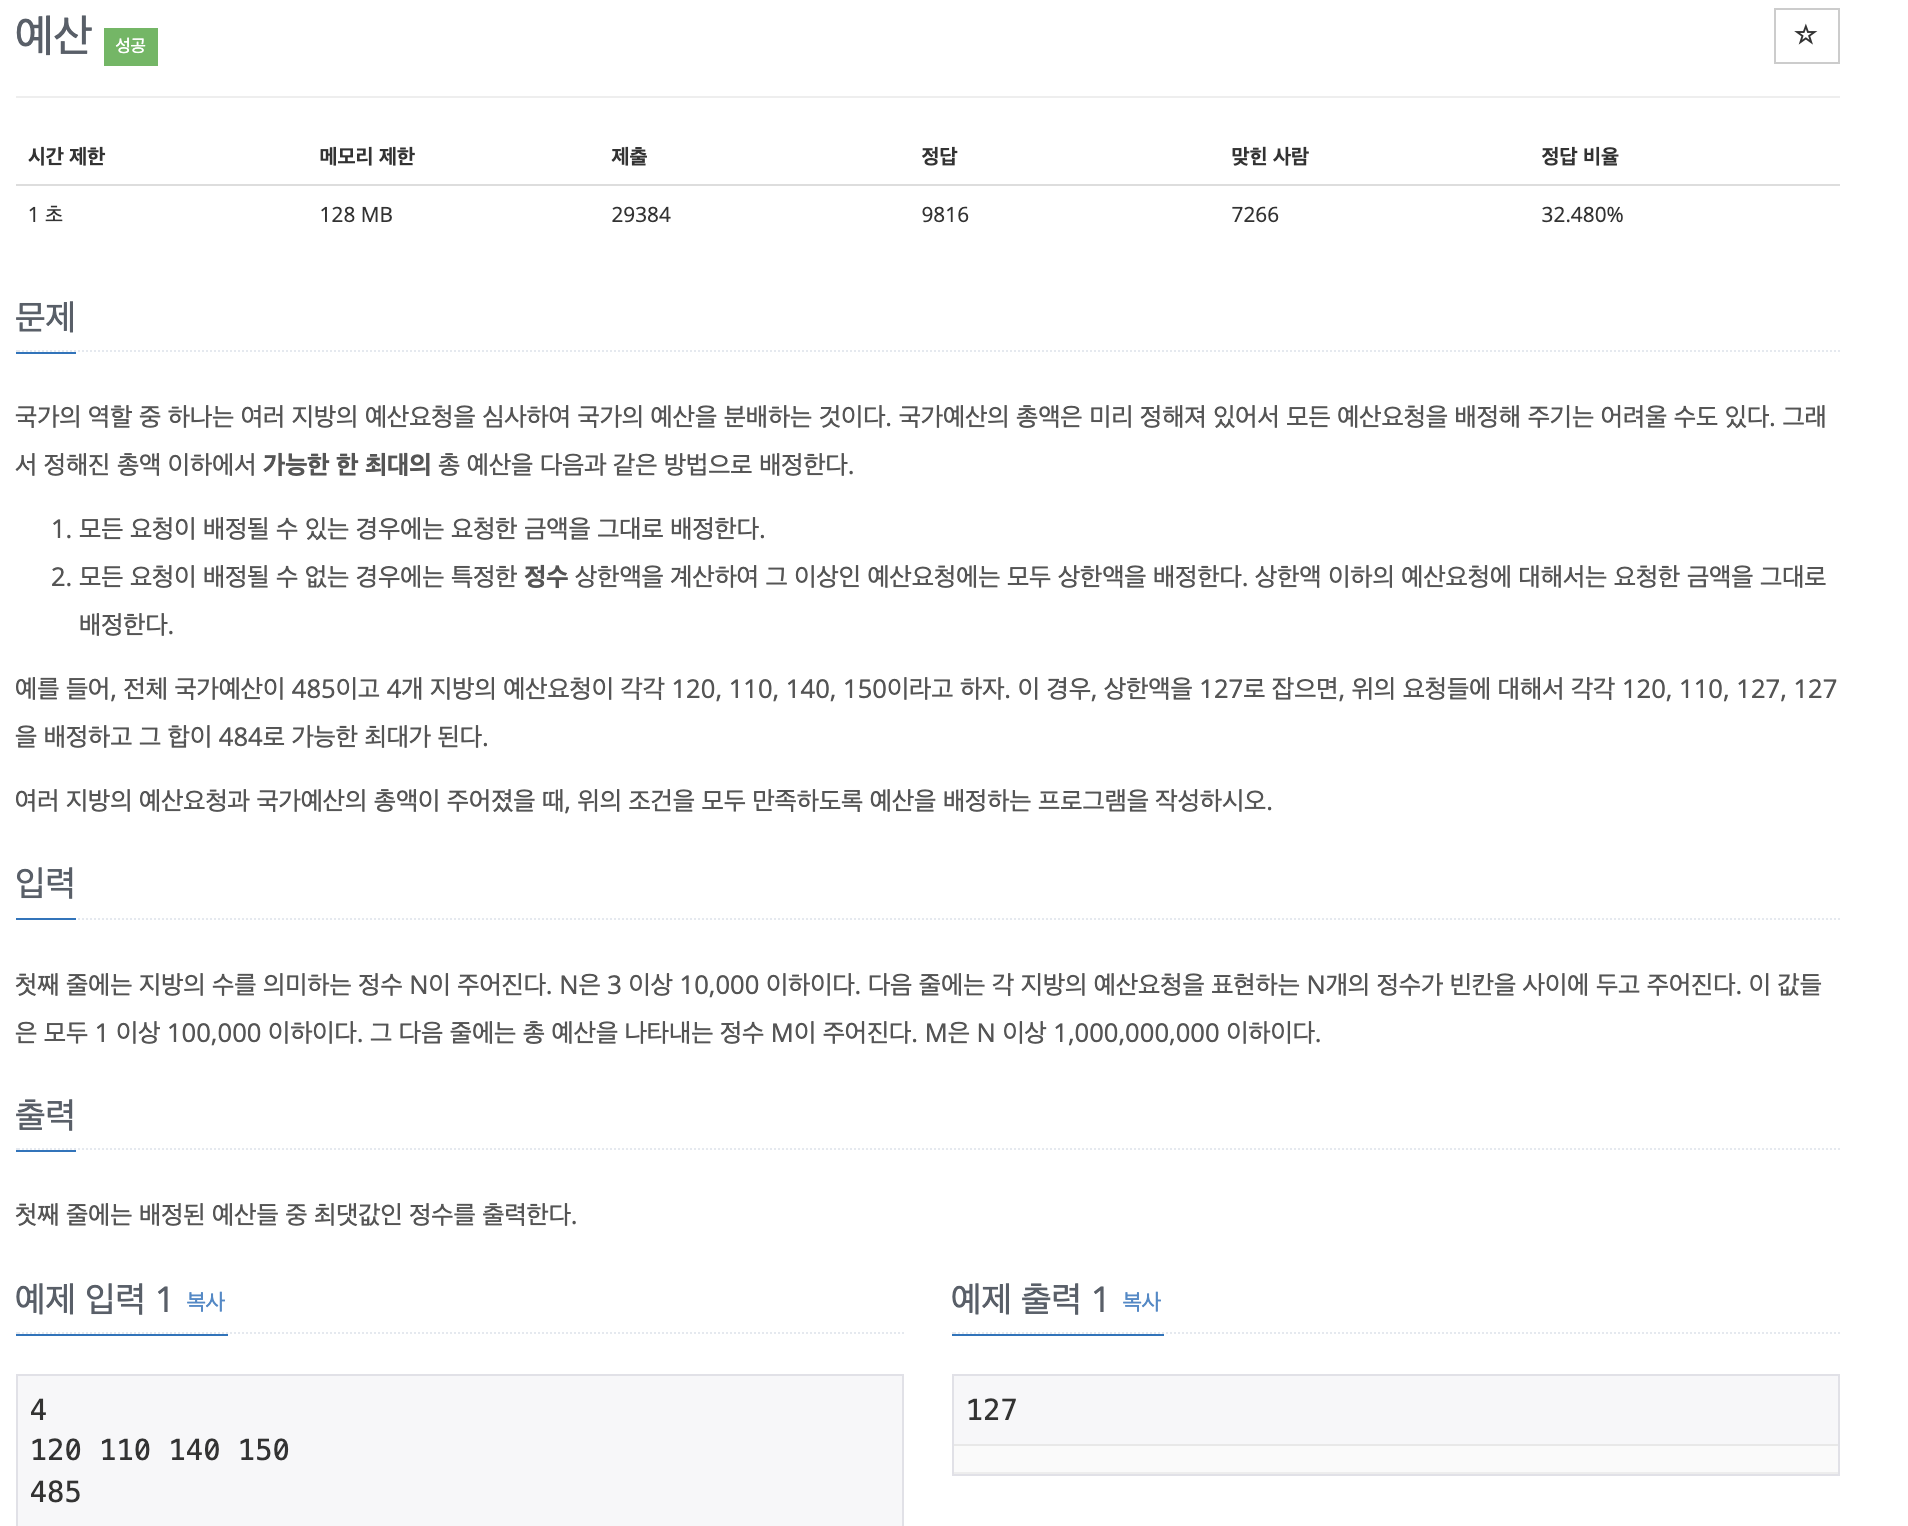 예산 성공
☆
시간 제한 메모리 제한 제출 정답 맞힌 사람 정답 비율
1 초 128 MB 29384 9816 7266 32.480%
문제
국가의 역할 중 하나는 여러 지방의 예산요청을 심사하여 국가의 예산을 분배하는 것이다. 국가예산의 총액은 미리 정해져 있어서 모든 예산요청을 배정해 주기는 어려울 수도 있다. 그래
서 정해진 총액 이하에서 가능한 한 최대의 총 예산을 다음과 같은 방법으로 배정한다.
1. 모든 요청이 배정될 수 있는 경우에는 요청한 금액을 그대로 배정한다.
2. 모든 요청이 배정될 수 없는 경우에는 특정한 정수 상한액을 계산하여 그 이상인 예산요청에는 모두 상한액을 배정한다. 상한액 이하의 예산요청에 대해서는 요청한 금액을 그대로
배정한다.
예를 들어, 전체 국가예산이 485이고 4개 지방의 예산요청이 각각 120, 110, 140, 150이라고 하자. 이 경우, 상한액을 127로 잡으면, 위의 요청들에 대해서 각각 120, 110, 127, 127
을 배정하고 그 합이 484로 가능한 최대가 된다.
여러 지방의 예산요청과 국가예산의 총액이 주어졌을 때, 위의 조건을 모두 만족하도록 예산을 배정하는 프로그램을 작성하시오.
입력
첫째 줄에는 지방의 수를 의미하는 정수 N이 주어진다. N은 3 이상 10,000 이하이다. 다음 줄에는 각 지방의 예산요청을 표현하는 N개의 정수가 빈칸을 사이에 두고 주어진다. 이 값들
은 모두 1 이상 100,000 이하이다. 그 다음 줄에는 총 예산을 나타내는 정수 M이 주어진다. M은 N 이상 1,000,000,000 이하이다.
출력
첫째 줄에는 배정된 예산들 중 최댓값인 정수를 출력한다.
예제 입력 1 복사
4
120 110 140 150
485
예제 출력 1 복사
127